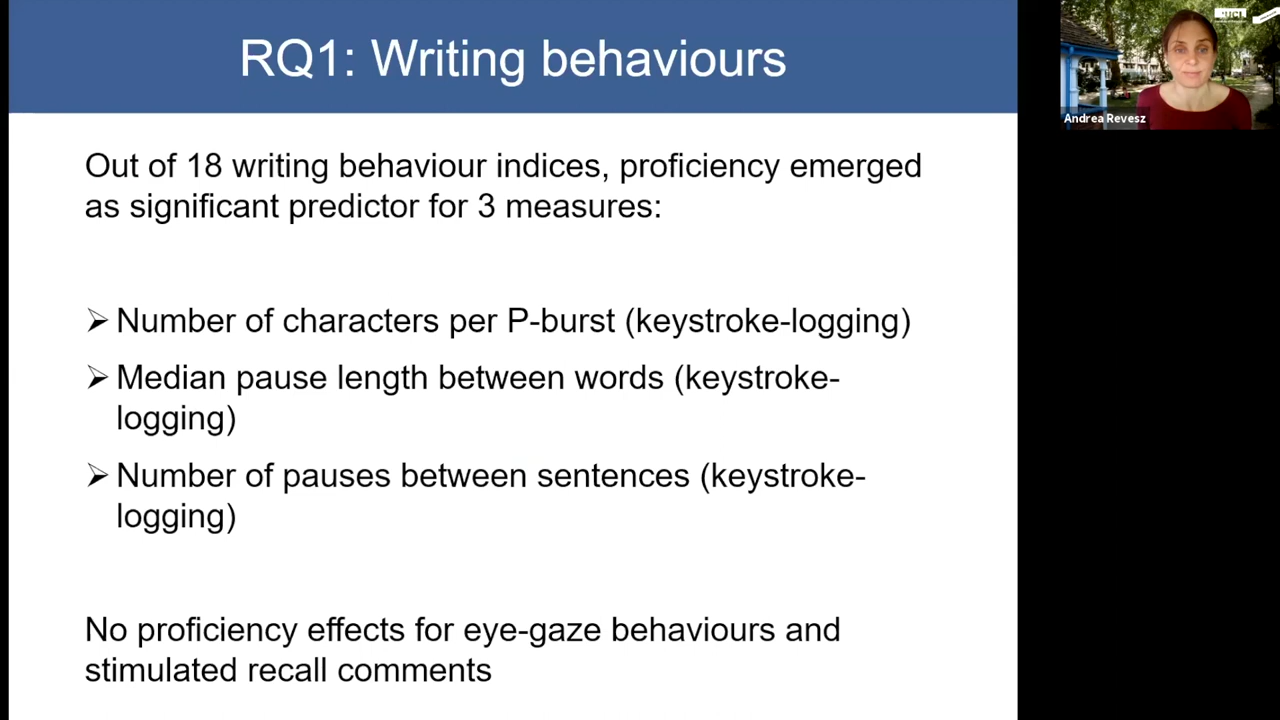 RQ1: Writing behaviours
Andrea Revesz
Out of 18 writing behaviour indices, proficiency emerged
as significant predictor for 3 measures:
➢ Number of characters per P-burst (keystroke-logging)
➢ Median pause length between words (keystroke-
logging)
➢ Number of pauses between sentences (keystroke-
logging)
No proficiency effects for eye-gaze behaviours and
stimulated recall comments